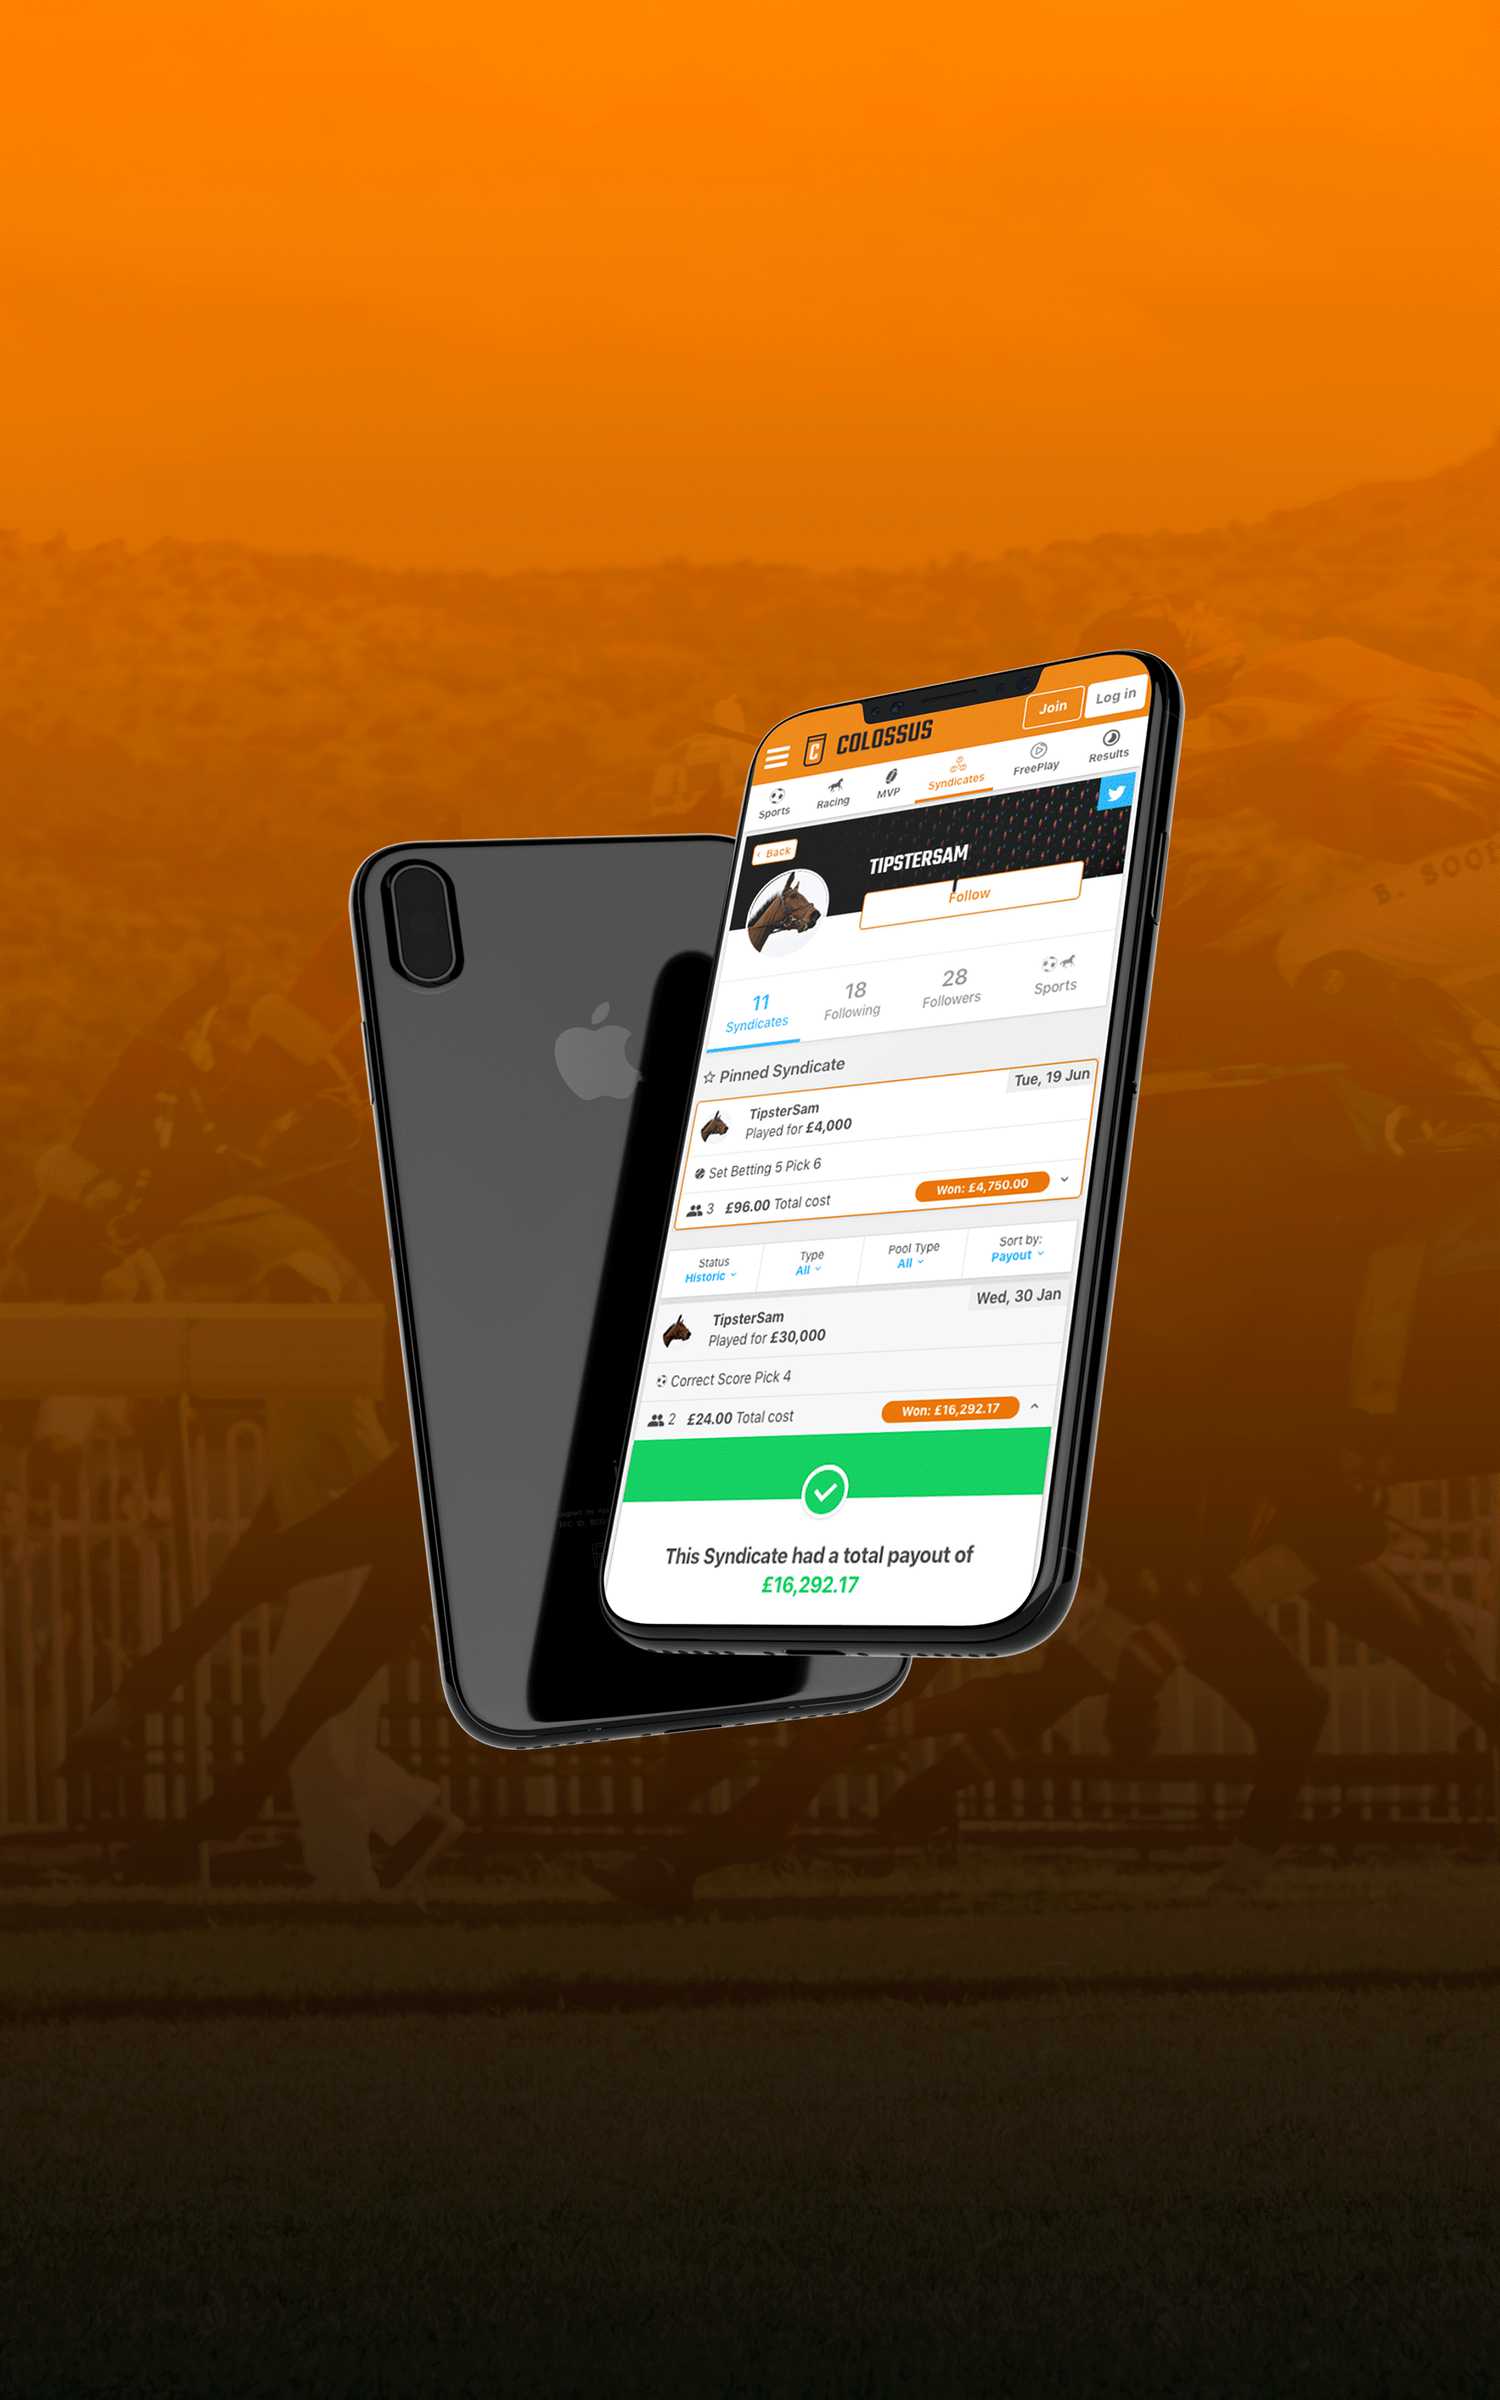 Join
Log in
C COLOSSUS
Sports
Racing
MVP
Syndicates
FreePlay
Results
Back
TIPSTERSAM
Follow
11
Syndicates
18
Following
28
Followers
Sports
Pinned Syndicate
Tue, 19 Jun
TipsterSam
Played for £4,000
Set Betting 5 Pick 6
3 £96.00 Total cost
Won: £4,750.00
Status
Historic
Type
All
Pool Type
All
Sort by:
Payout
Wed, 30 Jan
TipsterSam
Played for £30,000
Correct Score Pick 4
2 £24.00 Total cost
Won: £16,292.17
This Syndicate had a total payout of
£16,292.17